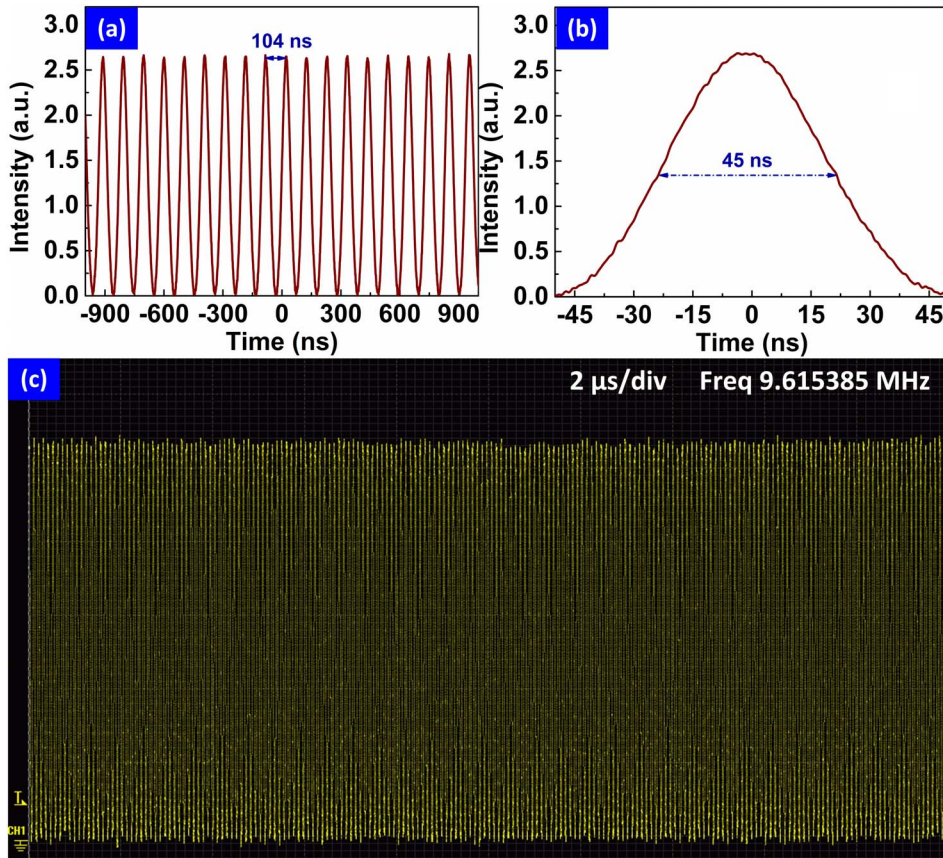 (a)
104 ns
3.0
2.5
2.0
1.5
1.0
0.5
0.0
Intensity (a.u.)
-900 -600 -300 0 300 600 900
Time (ns)
(b)
45 ns
3.0
2.5
2.0
1.5
1.0
0.5
0.0
Intensity (a.u.)
-45 -30 -15 0 15 30 45
Time (ns)
(c)
2 μs/div Freq 9.615385 MHz
T
CH1